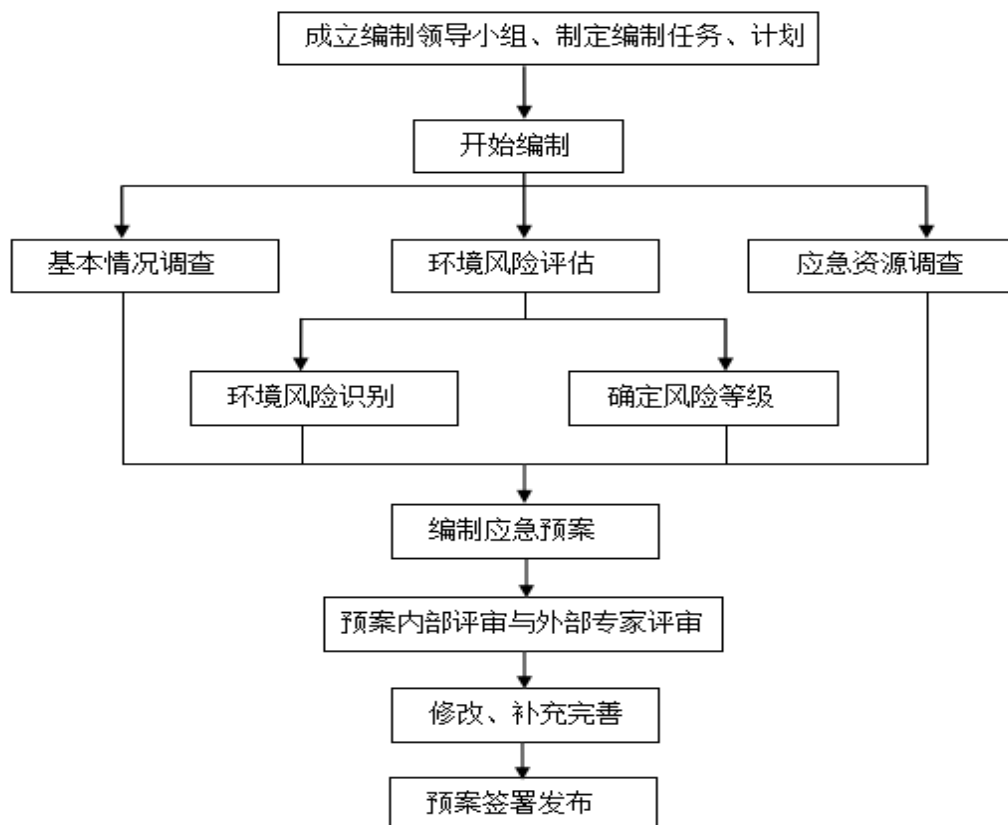 成立编制领导小组、制定编制任务、计划
开始编制
基本情况调查
环境风险评估
应急资源调查
环境风险识别
确定风险等级
编制应急预案
预案内部评审与外部专家评审
修改、补充完善
预案签署发布